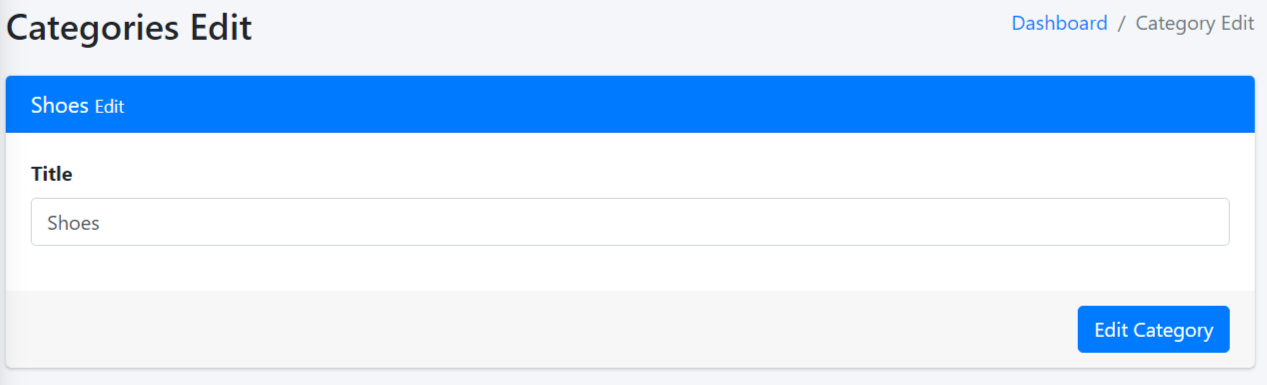 Categories Edit
Dashboard / Category Edit
Shoes Edit
Title
Shoes
Edit Category